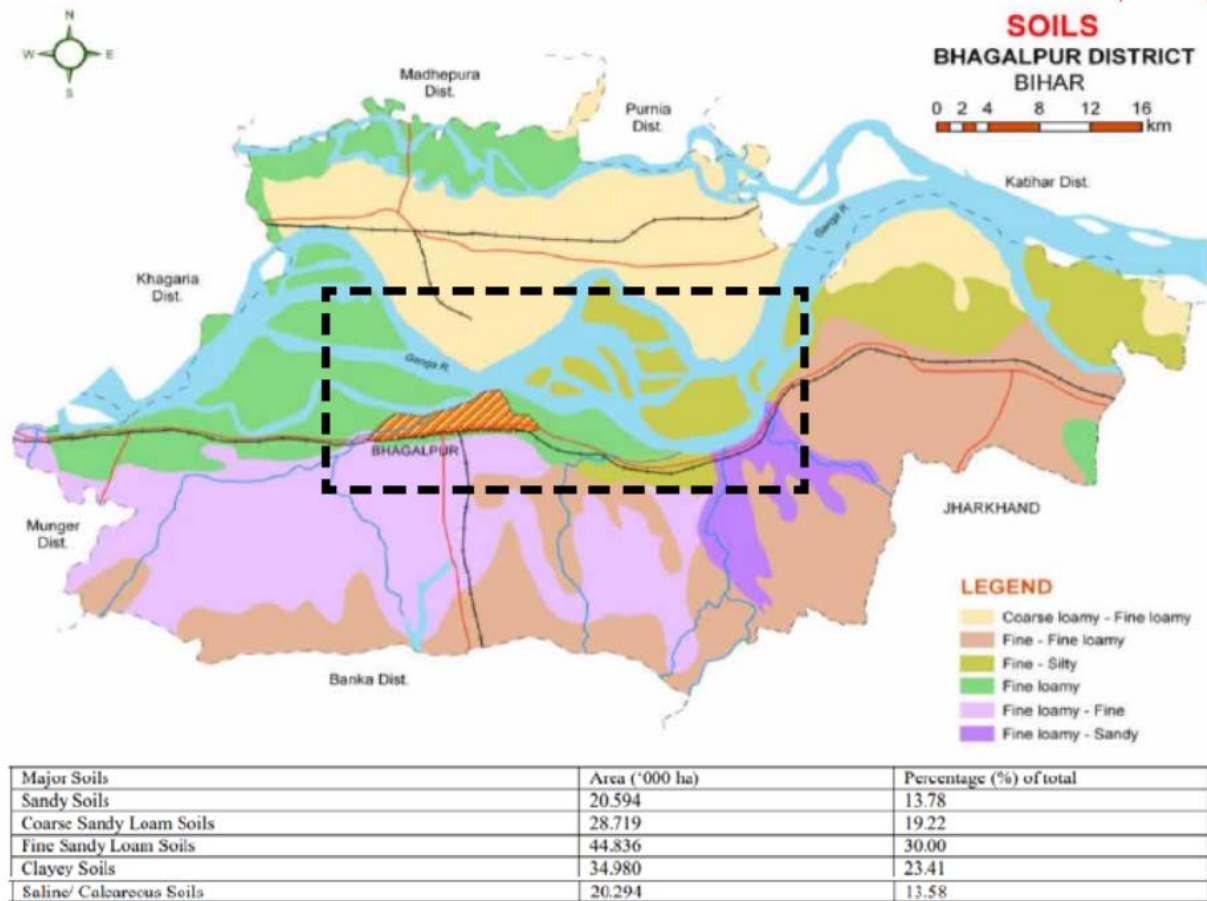 N
W E
S
SOILS
BHAGALPUR DISTRICT
BIHAR
0 2 4 8 12 16
km
Madhepura
Dist.
Purnia
Dist.
Katihar Dist.
Ganga R.
Khagaria
Dist.
Ganga R.
BHAGALPUR
Munger
Dist.
JHARKHAND
Banka Dist.
LEGEND
Coarse loamy - Fine loamy
Fine - Fine loamy
Fine - Silty
Fine loamy
Fine loamy - Fine
Fine loamy - Sandy
Major Soils Area ('000 ha) Percentage (%) of total
Sandy Soils 20.594 13.78
Coarse Sandy Loam Soils 28.719 19.22
Fine Sandy Loam Soils 44.836 30.00
Clayey Soils 34.980 23.41
Saline/ Calcareous Soils 20.294 13.58